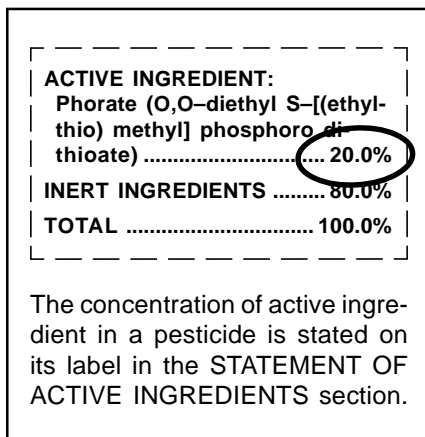 ACTIVE INGREDIENT:
Phorate (O,O–diethyl S–[(ethyl-
thio) methyl] phosphoro di-
thioate) .............................. 20.0%
INERT INGREDIENTS ......... 80.0%
TOTAL .................................. 100.0%
The concentration of active ingre-
dient in a pesticide is stated on
its label in the STATEMENT OF
ACTIVE INGREDIENTS section.